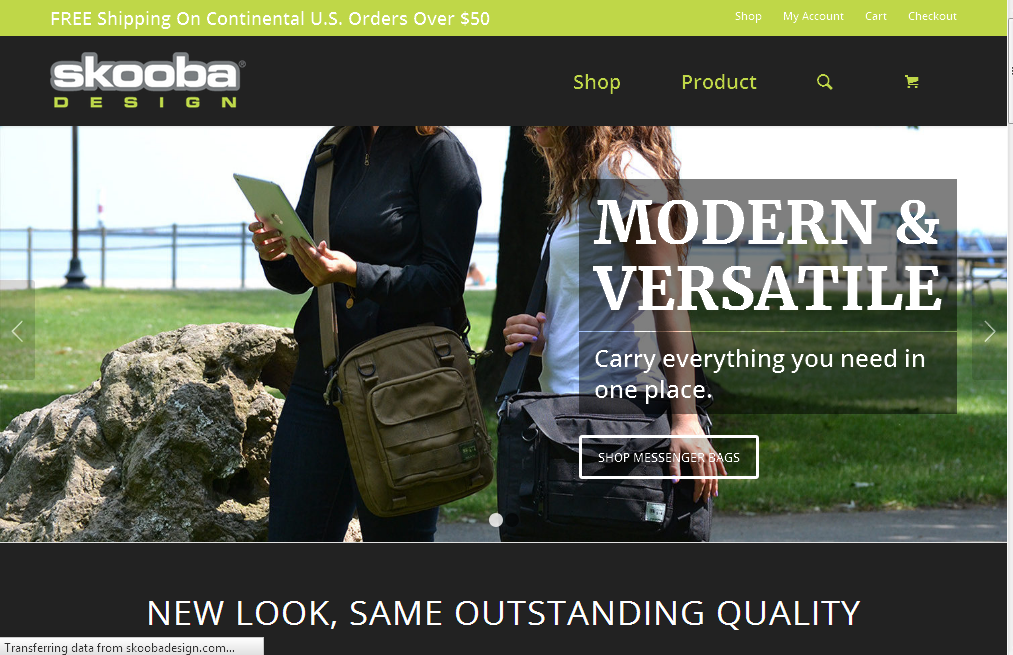 FREE Shipping On Continental U.S. Orders Over $50
Shop My Account Cart Checkout
skooba®
DESIGN
Shop Product
MODERN &
VERSATILE
Carry everything you need in
one place.
SHOP MESSENGER BAGS
NEW LOOK, SAME OUTSTANDING QUALITY
Transferring data from skoobadesign.com...